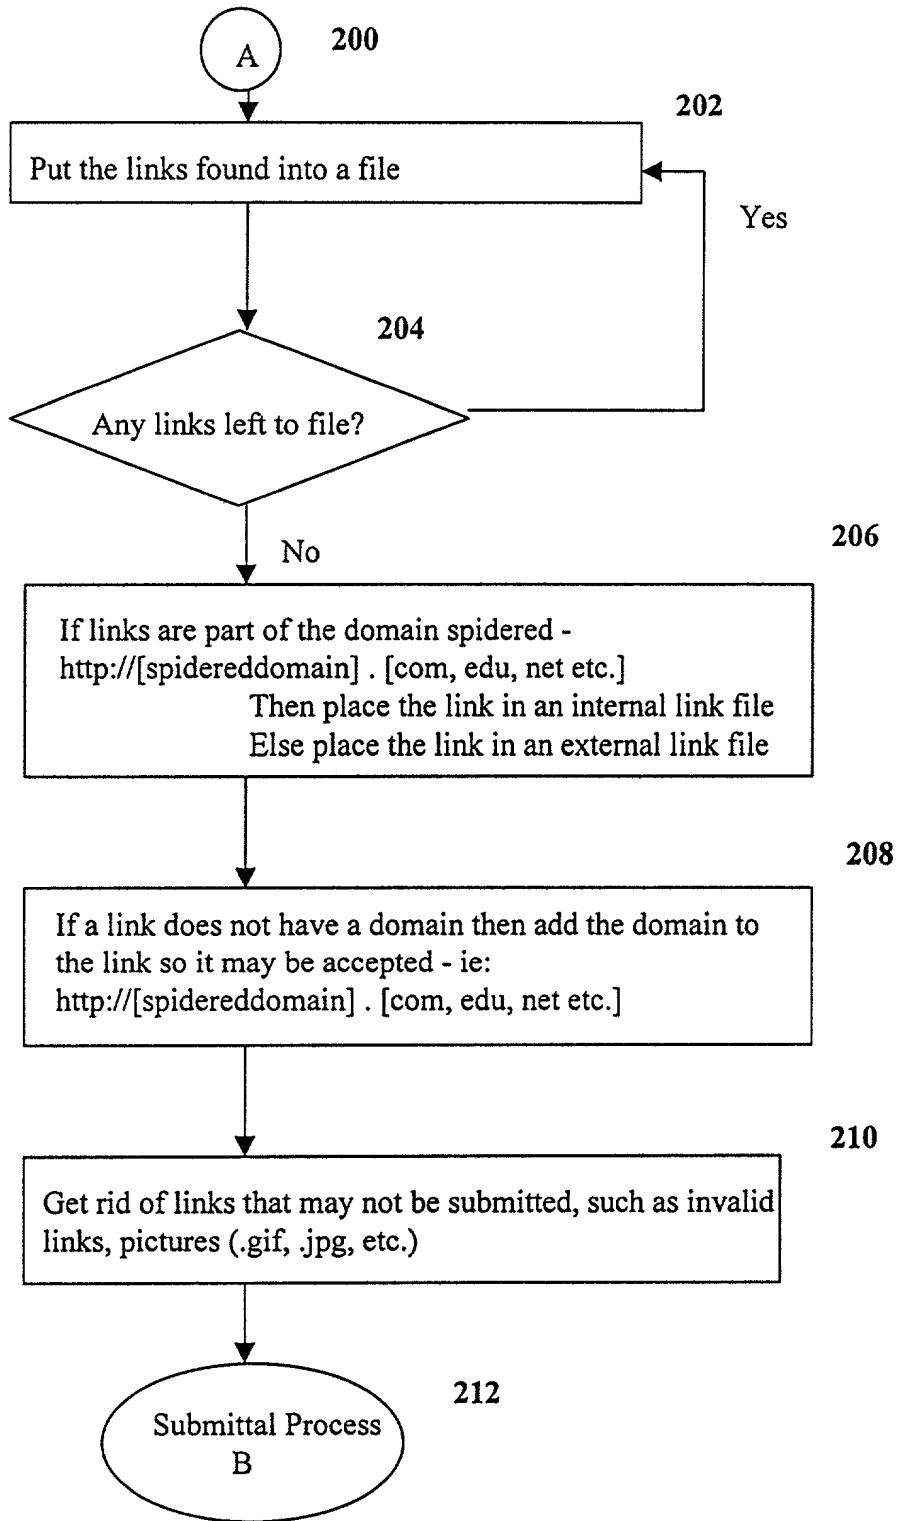 A
200
202
Put the links found into a file
Yes
204
Any links left to file?
No
206
If links are part of the domain spidered -
http://[spidereddomain] . [com, edu, net etc.]
Then place the link in an internal link file
Else place the link in an external link file
208
If a link does not have a domain then add the domain to
the link so it may be accepted - ie:
http://[spidereddomain] . [com, edu, net etc.]
210
Get rid of links that may not be submitted, such as invalid
links, pictures (.gif, .jpg, etc.)
212
Submittal Process
B